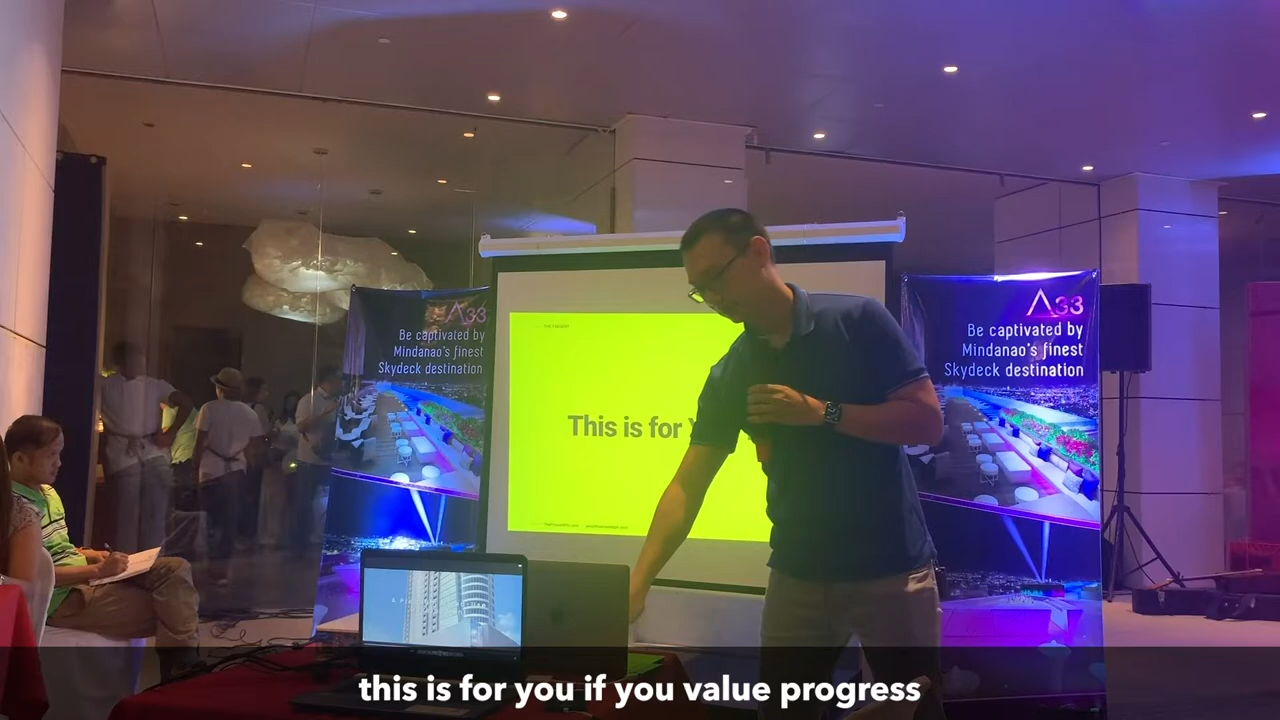 A33
Be captivated by
Mindanao's finest
Skydeck destination
This is for
A33
Be captivated by
Mindanao's finest
Skydeck destination
this is for you if you value progress